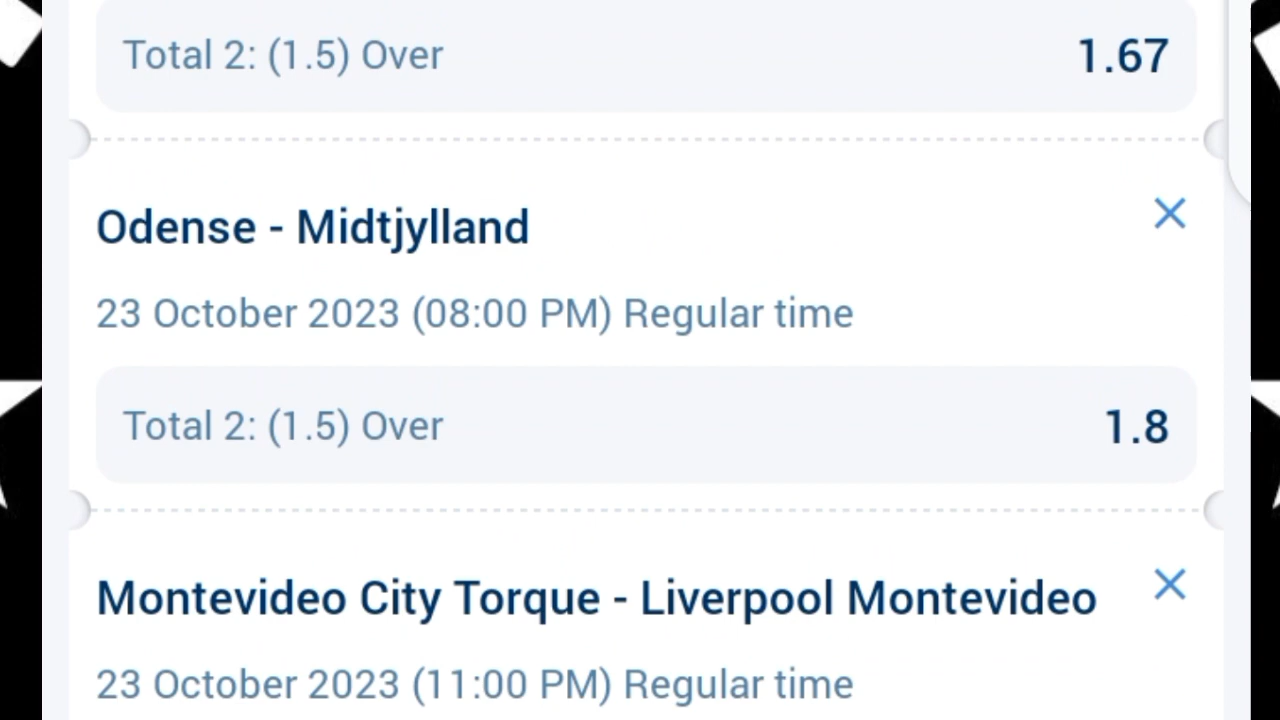 Total 2: (1.5) Over 1.67
Odense - Midtjylland
23 October 2023 (08:00 PM) Regular time
Total 2: (1.5) Over 1.8
Montevideo City Torque - Liverpool Montevideo
23 October 2023 (11:00 PM) Regular time